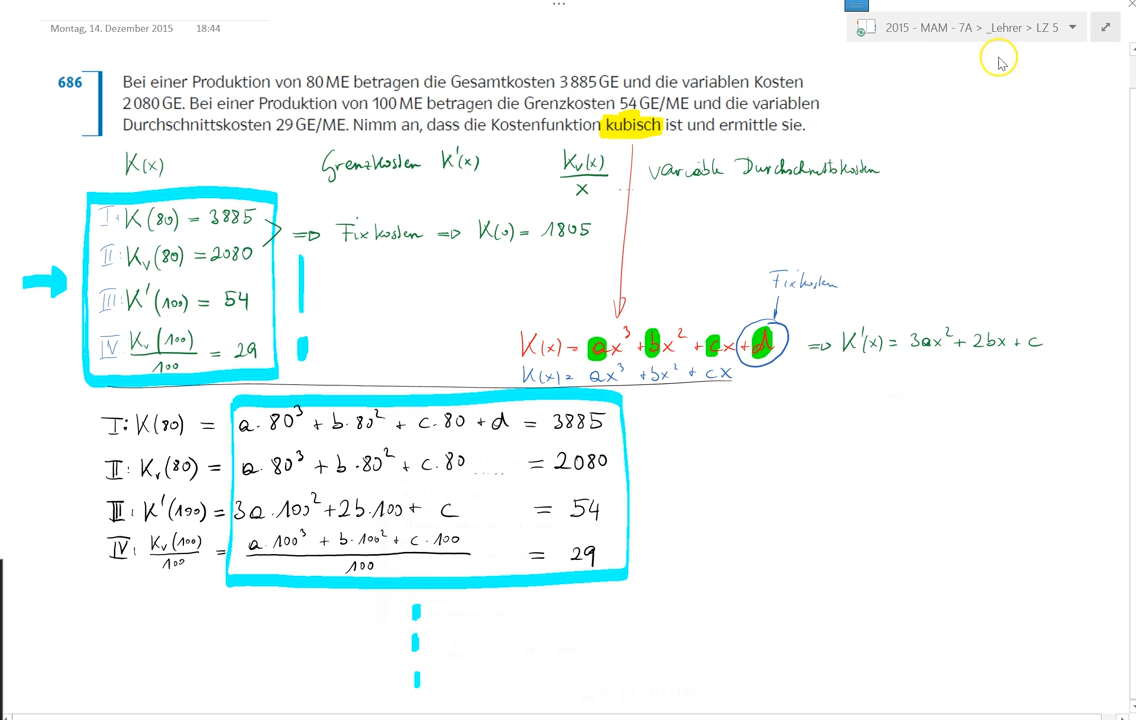 Montag, 14. Dezember 2015 18:44
2015 - MAM - 7A > _Lehrer > LZ 5
686
Bei einer Produktion von 80 ME betragen die Gesamtkosten 3 885 GE und die variablen Kosten
2 080 GE. Bei einer Produktion von 100 ME betragen die Grenzkosten 54 GE/ME und die variablen
Durchschnittskosten 29 GE/ME. Nimm an, dass die Kostenfunktion kubisch ist und ermittle sie.
K(x) Grenzkosten K'(x) Kv(x)/x variable Durchschnittskosten
I: K(80) = 3885
II: Kv(80) = 2080
⇒ Fixkosten ⇒ K(0) = 1805
III: K'(100) = 54
IV: Kv(100)/100 = 29
Fixkosten
K(x) = ax³ + bx² + cx + d ⇒ K'(x) = 3ax² + 2bx + c
K(x) = ax³ + bx² + cx
I: K(80) = a·80³ + b·80² + c·80 + d = 3885
II: Kv(80) = a·80³ + b·80² + c·80 ..... = 2080
III: K'(100) = 3a·100² + 2b·100 + c = 54
IV: Kv(100)/100 = (a·100³ + b·100² + c·100)/100 = 29